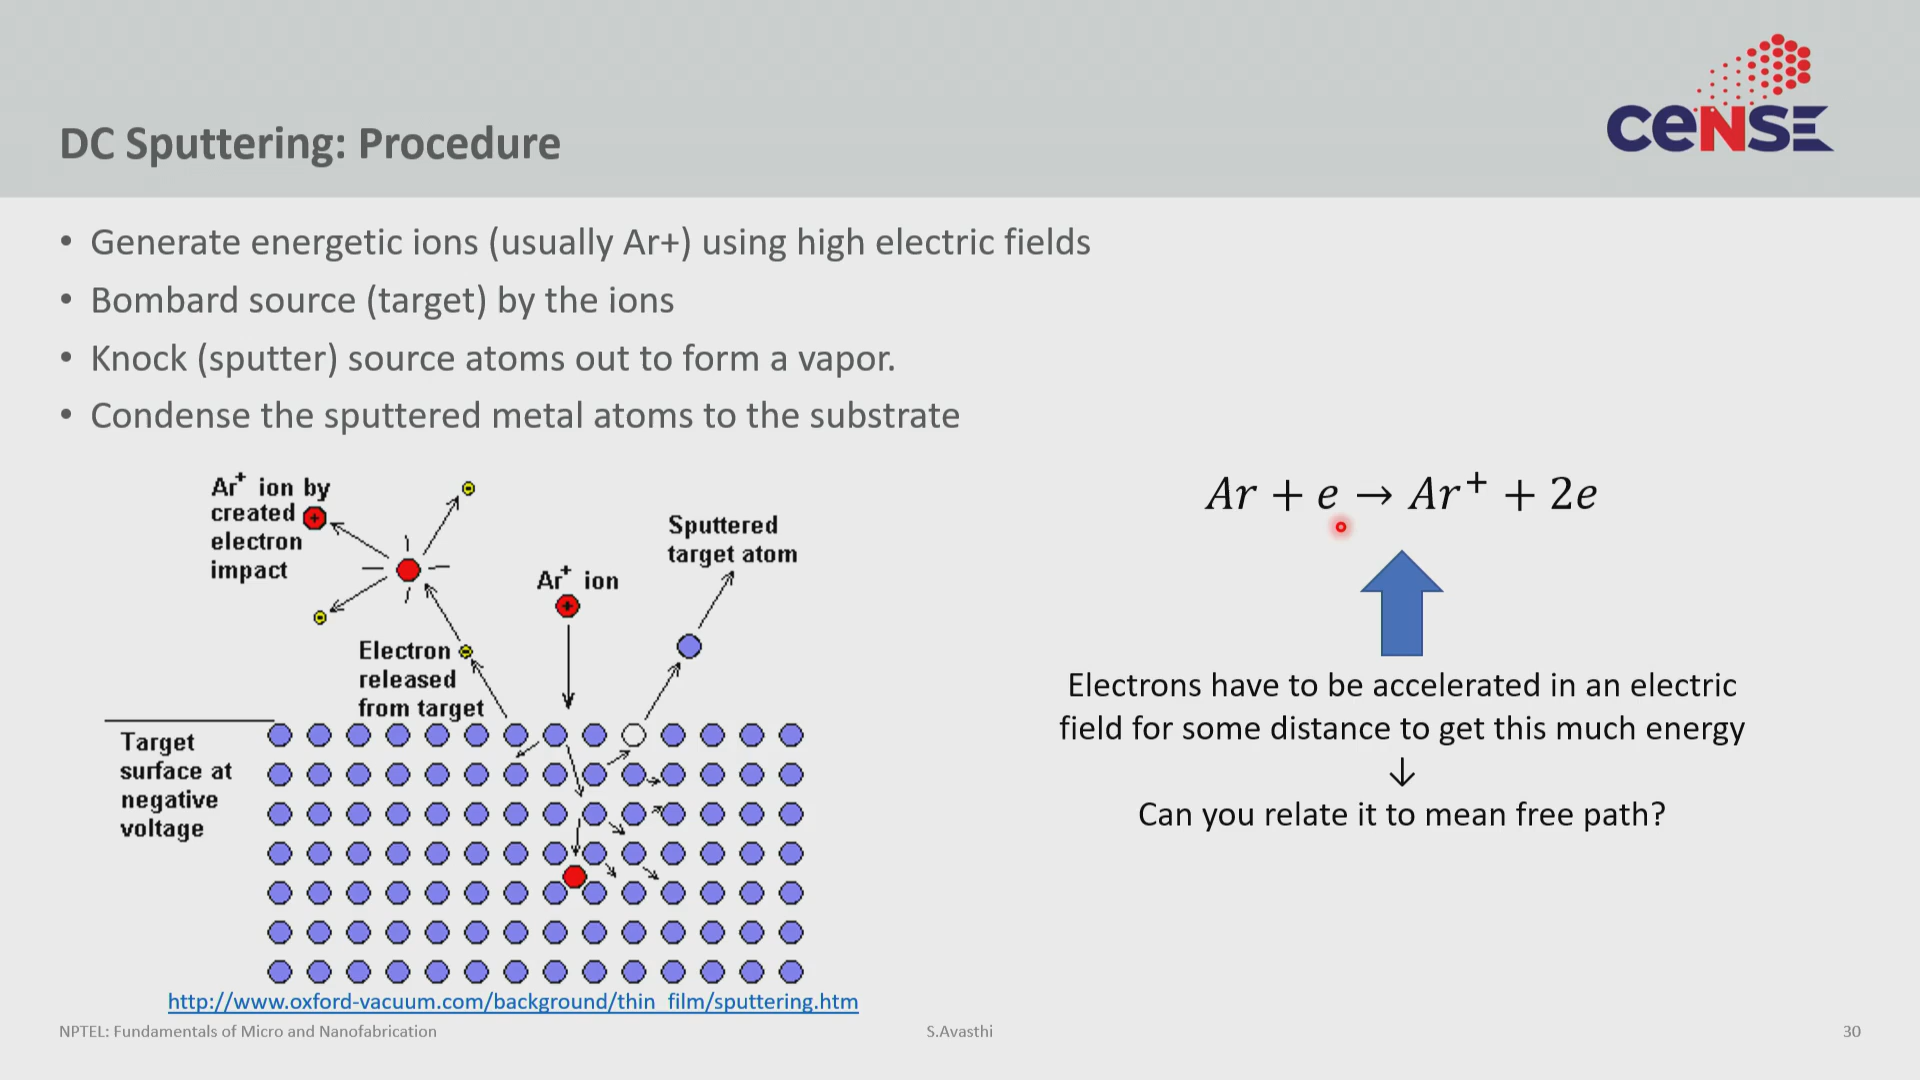 DC Sputtering: Procedure
CeNSE
• Generate energetic ions (usually Ar+) using high electric fields
• Bombard source (target) by the ions
• Knock (sputter) source atoms out to form a vapor.
• Condense the sputtered metal atoms to the substrate
Ar⁺ ion by
created
electron
impact
Ar⁺ ion
Sputtered
target atom
Electron
released
from target
Target
surface at
negative
voltage
Ar + e → Ar⁺ + 2e
Electrons have to be accelerated in an electric
field for some distance to get this much energy
↓
Can you relate it to mean free path?
http://www.oxford-vacuum.com/background/thin_film/sputtering.htm
NPTEL: Fundamentals of Micro and Nanofabrication
S.Avasthi
30